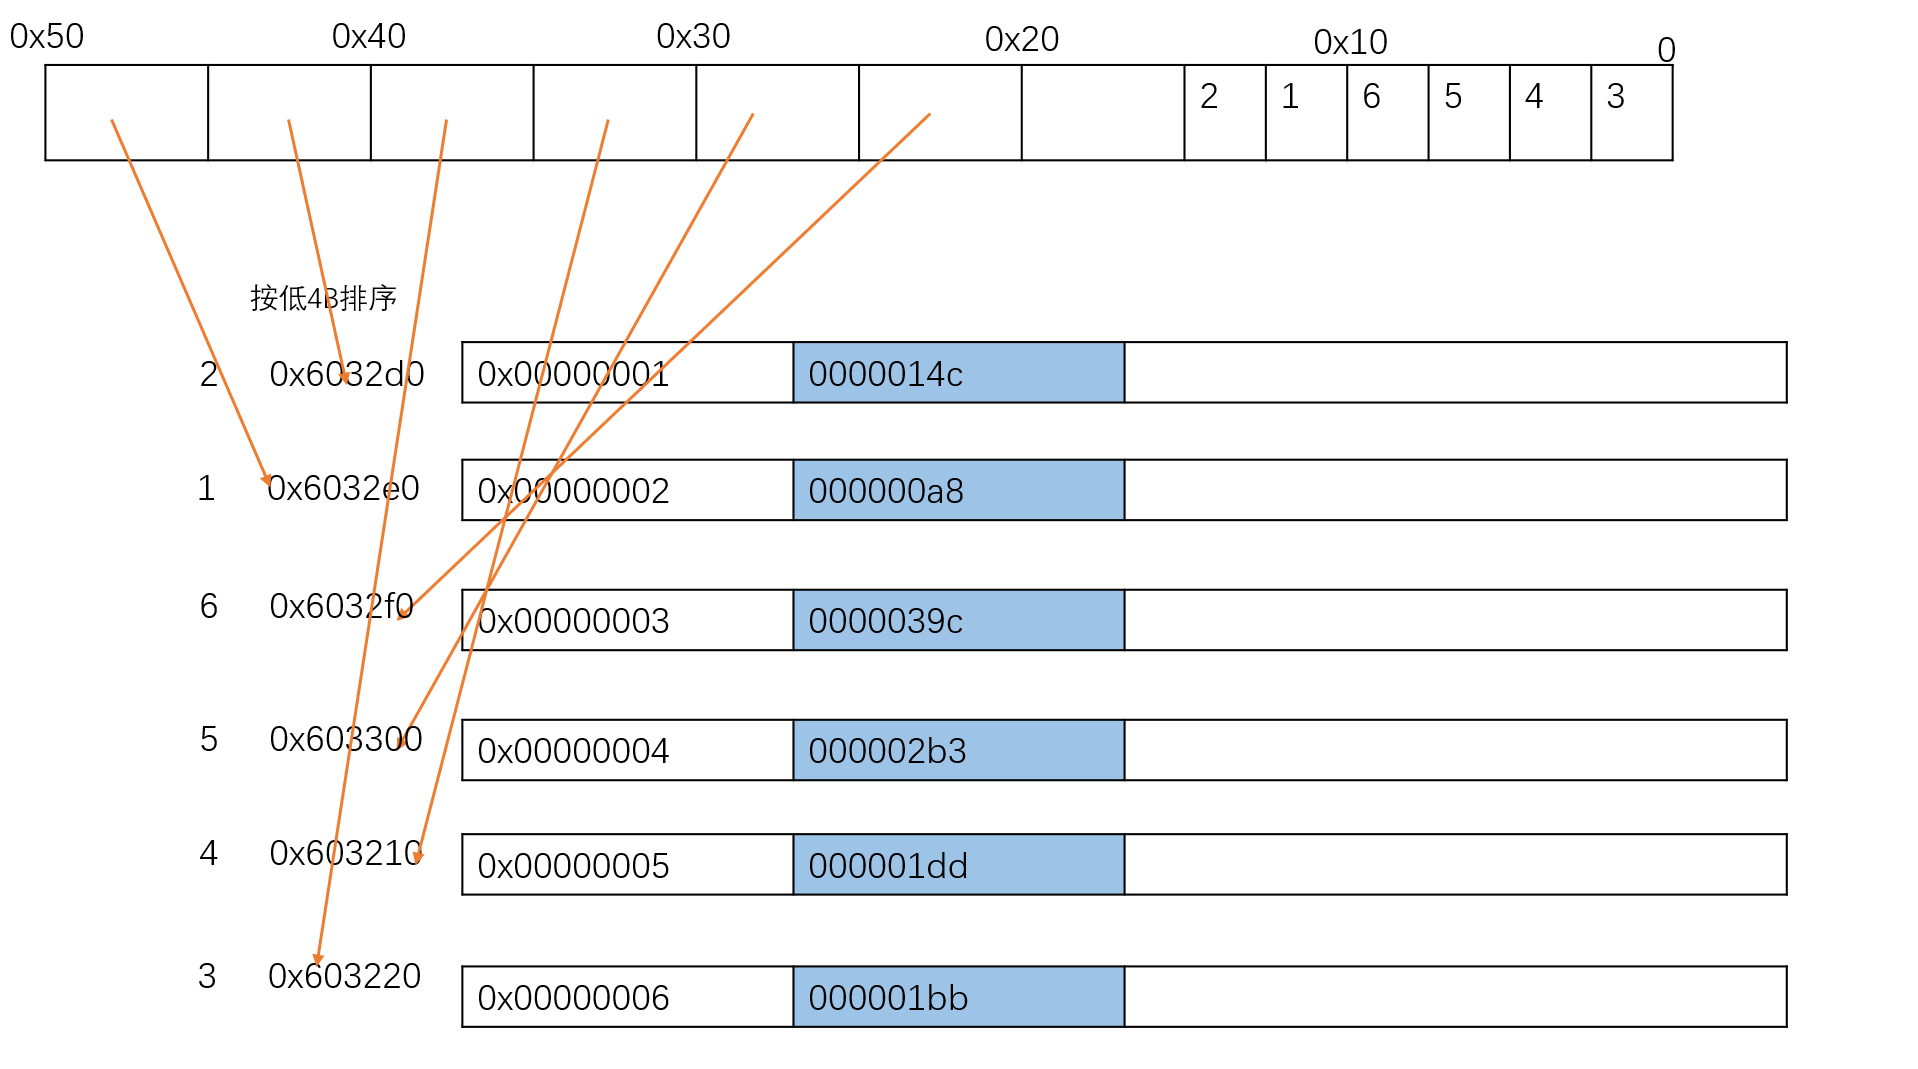 0x50 0x40 0x30 0x20 0x10 0
2 1 6 5 4 3
按低4B排序
2 0x6032d0 0x00000001 0000014c
1 0x6032e0 0x00000002 000000a8
6 0x6032f0 0x00000003 0000039c
5 0x603300 0x00000004 000002b3
4 0x603210 0x00000005 000001dd
3 0x603220 0x00000006 000001bb